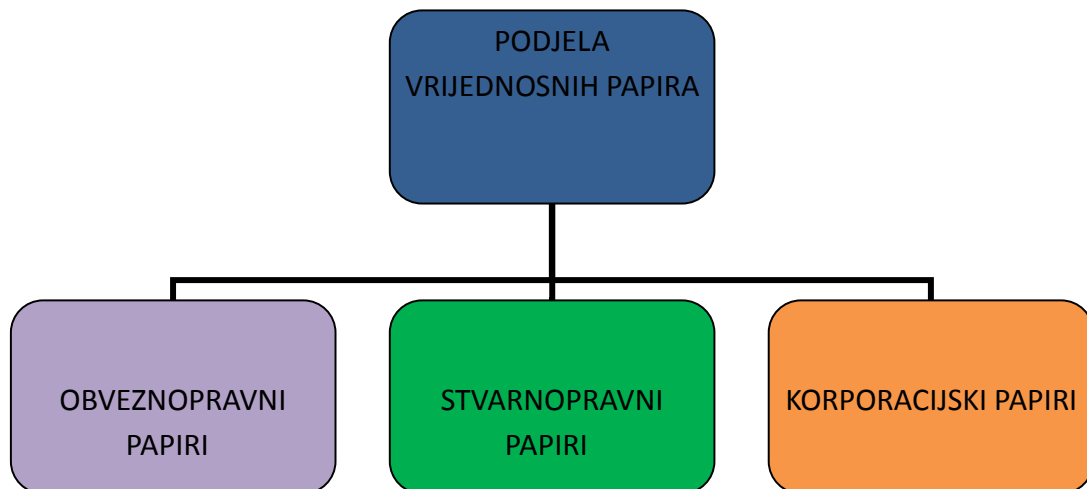 PODJELA
VRIJEDNOSNIH PAPIRA
OBVEZNOPRAVNI
PAPIRI
STVARNOPRAVNI
PAPIRI
KORPORACIJSKI PAPIRI